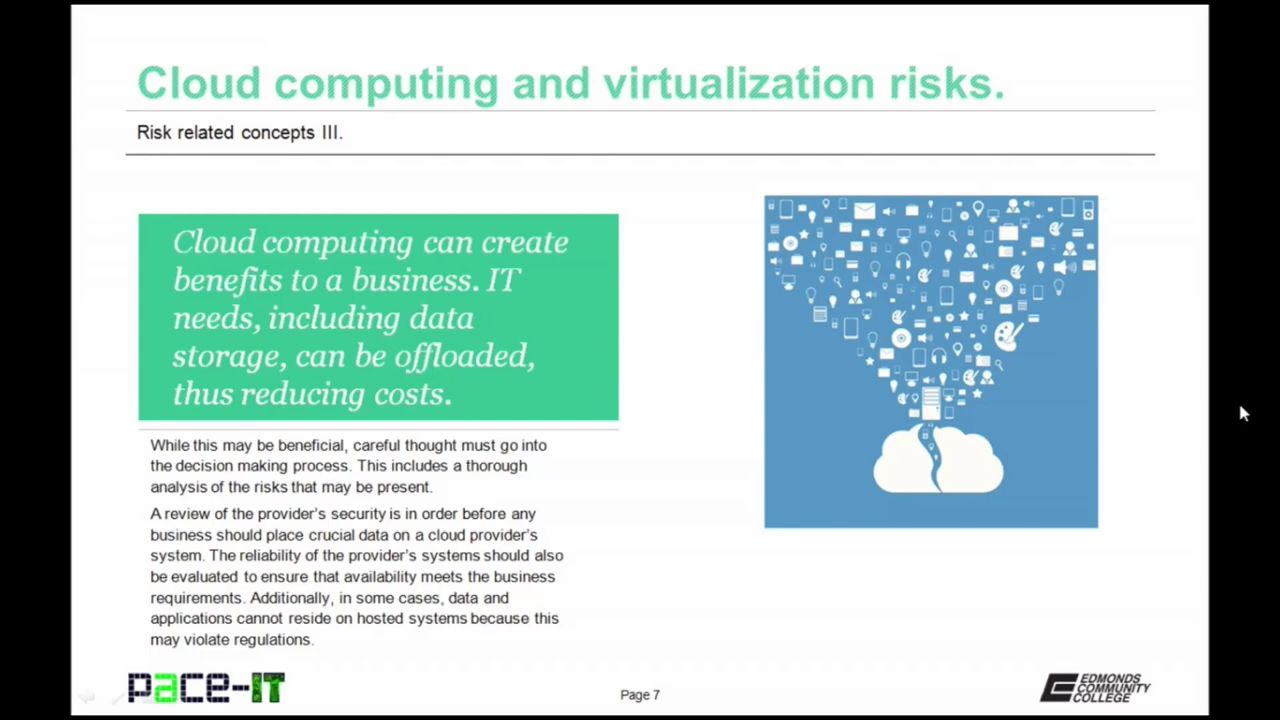 Cloud computing and virtualization risks.
Risk related concepts III.
Cloud computing can create
benefits to a business. IT
needs, including data
storage, can be offloaded,
thus reducing costs.
While this may be beneficial, careful thought must go into
the decision making process. This includes a thorough
analysis of the risks that may be present.
A review of the provider's security is in order before any
business should place crucial data on a cloud provider's
system. The reliability of the provider's systems should also
be evaluated to ensure that availability meets the business
requirements. Additionally, in some cases, data and
applications cannot reside on hosted systems because this
may violate regulations.
pace-IT
Page 7
EDMONDS
COMMUNITY
COLLEGE